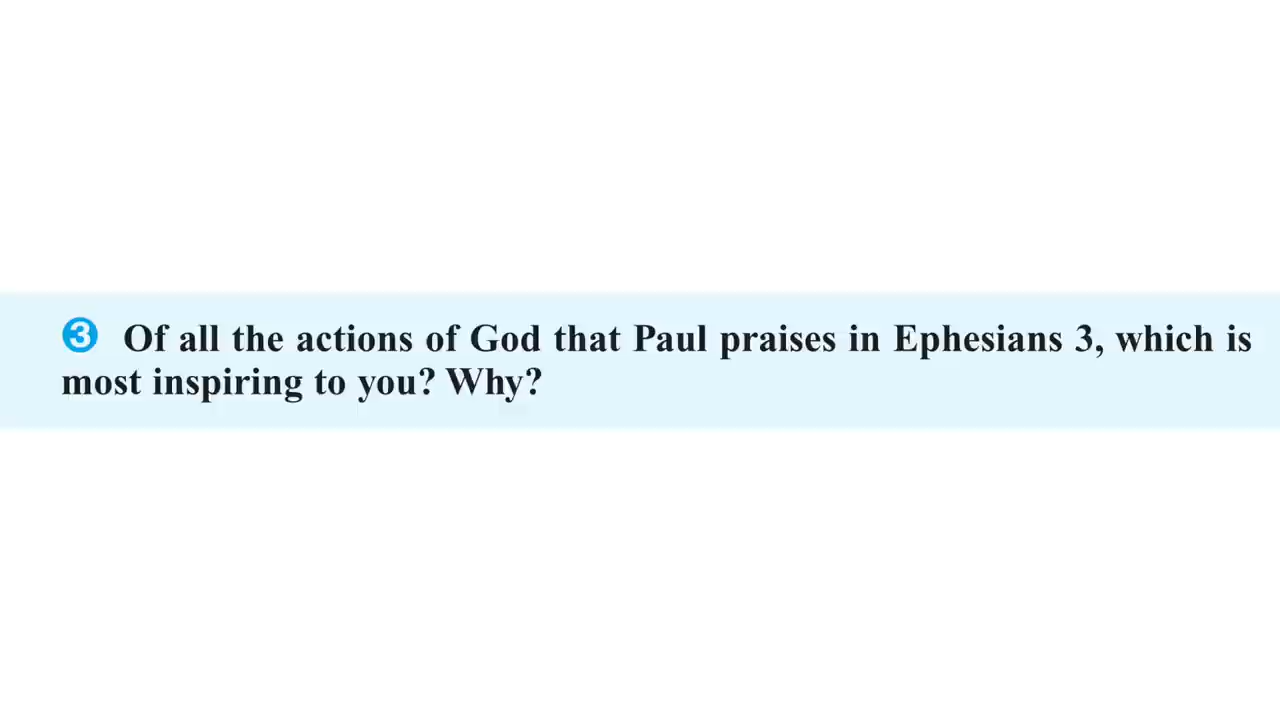 3 Of all the actions of God that Paul praises in Ephesians 3, which is
most inspiring to you? Why?